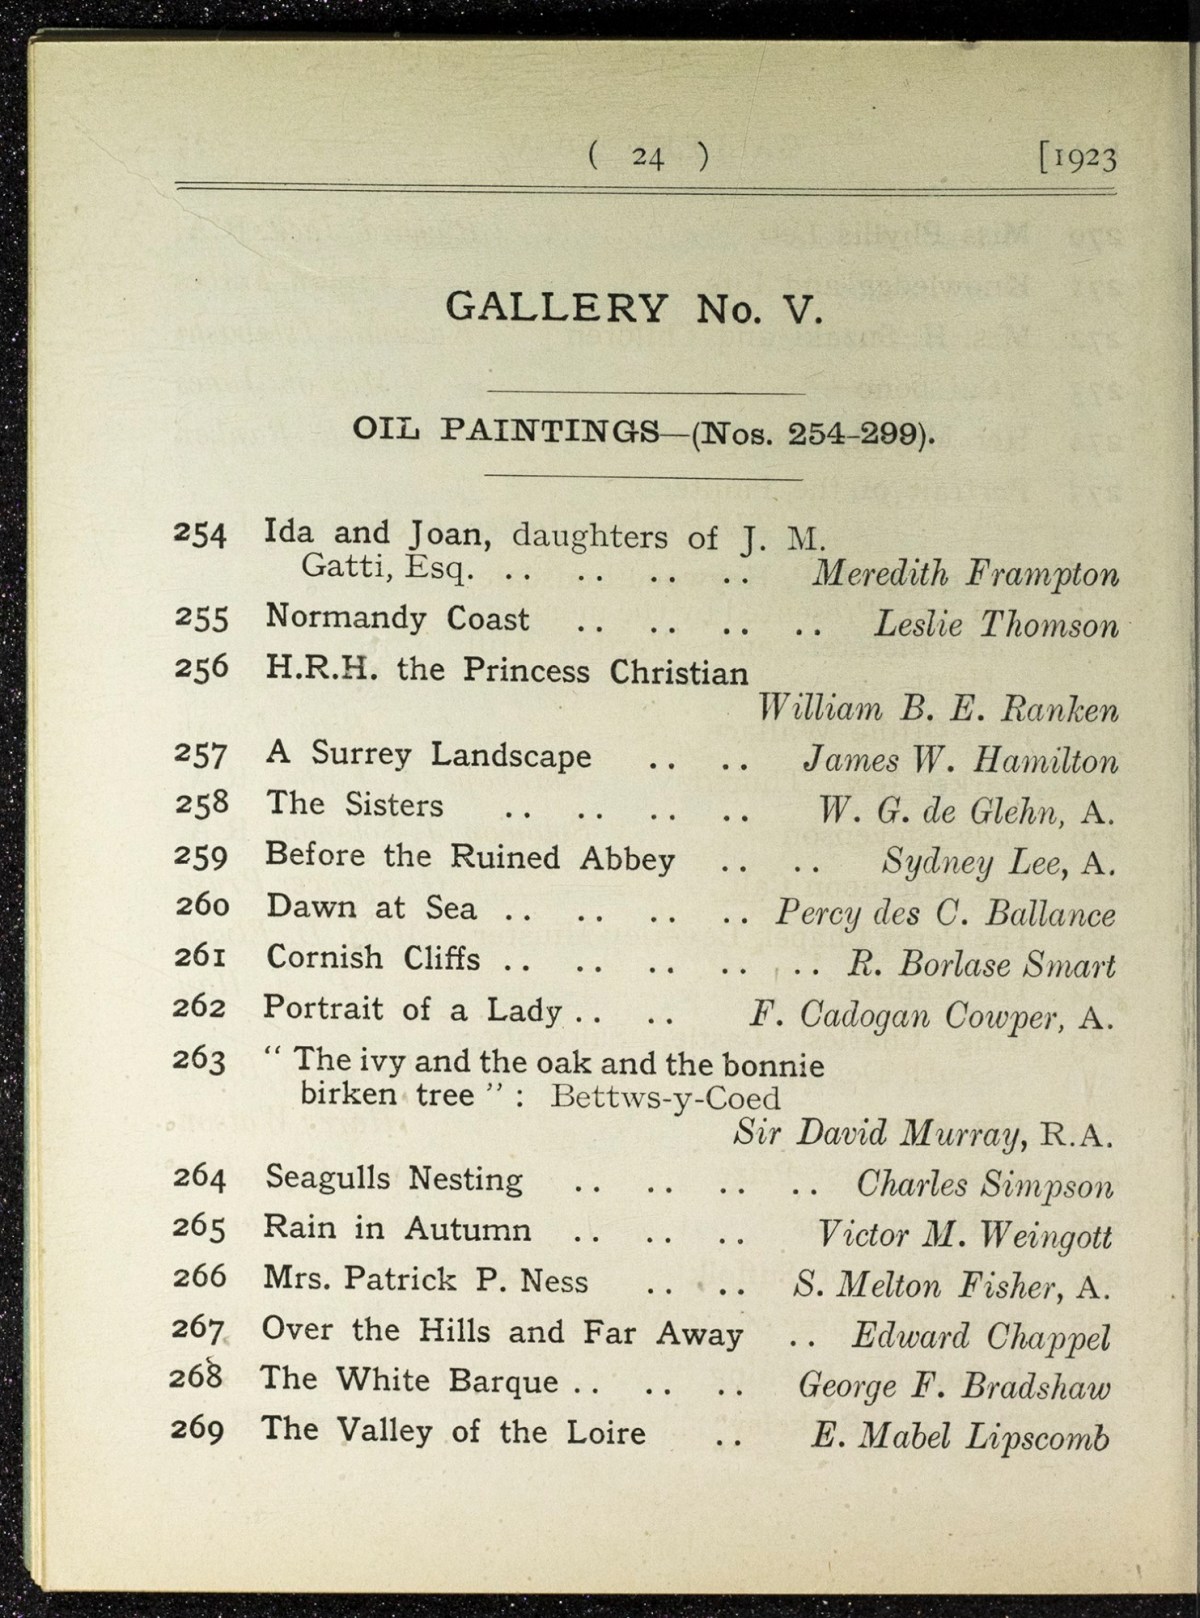 ( 24 ) [1923
GALLERY No. V.
OIL PAINTINGS—(Nos. 254-299).
254 Ida and Joan, daughters of J. M.
Gatti, Esq. .. .. .. .. Meredith Frampton
255 Normandy Coast .. .. .. .. Leslie Thomson
256 H.R.H. the Princess Christian
William B. E. Ranken
257 A Surrey Landscape .. .. James W. Hamilton
258 The Sisters .. .. .. .. W. G. de Glehn, A.
259 Before the Ruined Abbey .. .. Sydney Lee, A.
260 Dawn at Sea .. .. .. .. Percy des C. Ballance
261 Cornish Cliffs .. .. .. .. .. R. Borlase Smart
262 Portrait of a Lady .. .. F. Cadogan Cowper, A.
263 “ The ivy and the oak and the bonnie
birken tree ” : Bettws-y-Coed
Sir David Murray, R.A.
264 Seagulls Nesting .. .. .. .. Charles Simpson
265 Rain in Autumn .. .. .. Victor M. Weingott
266 Mrs. Patrick P. Ness .. .. S. Melton Fisher, A.
267 Over the Hills and Far Away .. Edward Chappel
268 The White Barque .. .. .. George F. Bradshaw
269 The Valley of the Loire .. E. Mabel Lipscomb